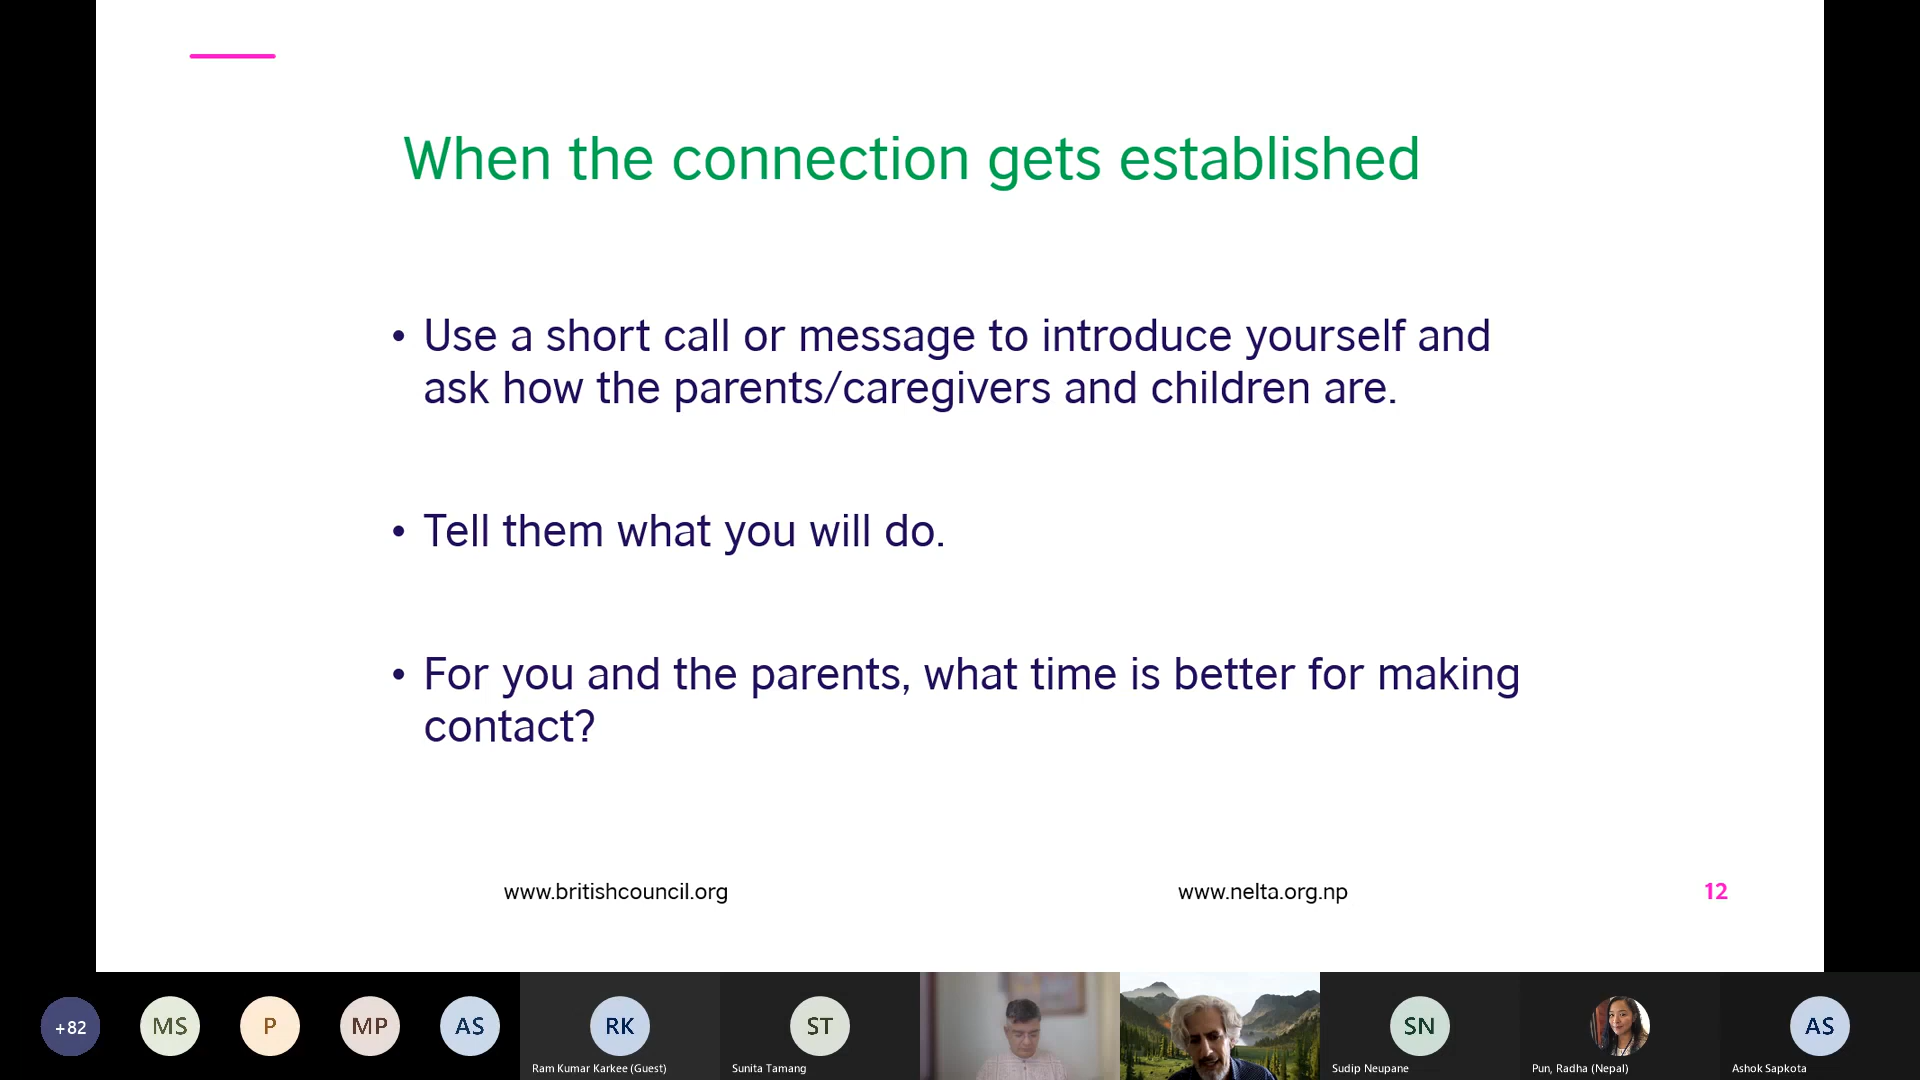 When the connection gets established
• Use a short call or message to introduce yourself and
ask how the parents/caregivers and children are.
• Tell them what you will do.
• For you and the parents, what time is better for making
contact?
www.britishcouncil.org
www.nelta.org.np
12
+82
MS
P
MP
AS
RK
Ram Kumar Karkee (Guest)
ST
Sunita Tamang
SN
Sudip Neupane
Pun, Radha (Nepal)
AS
Ashok Sapkota